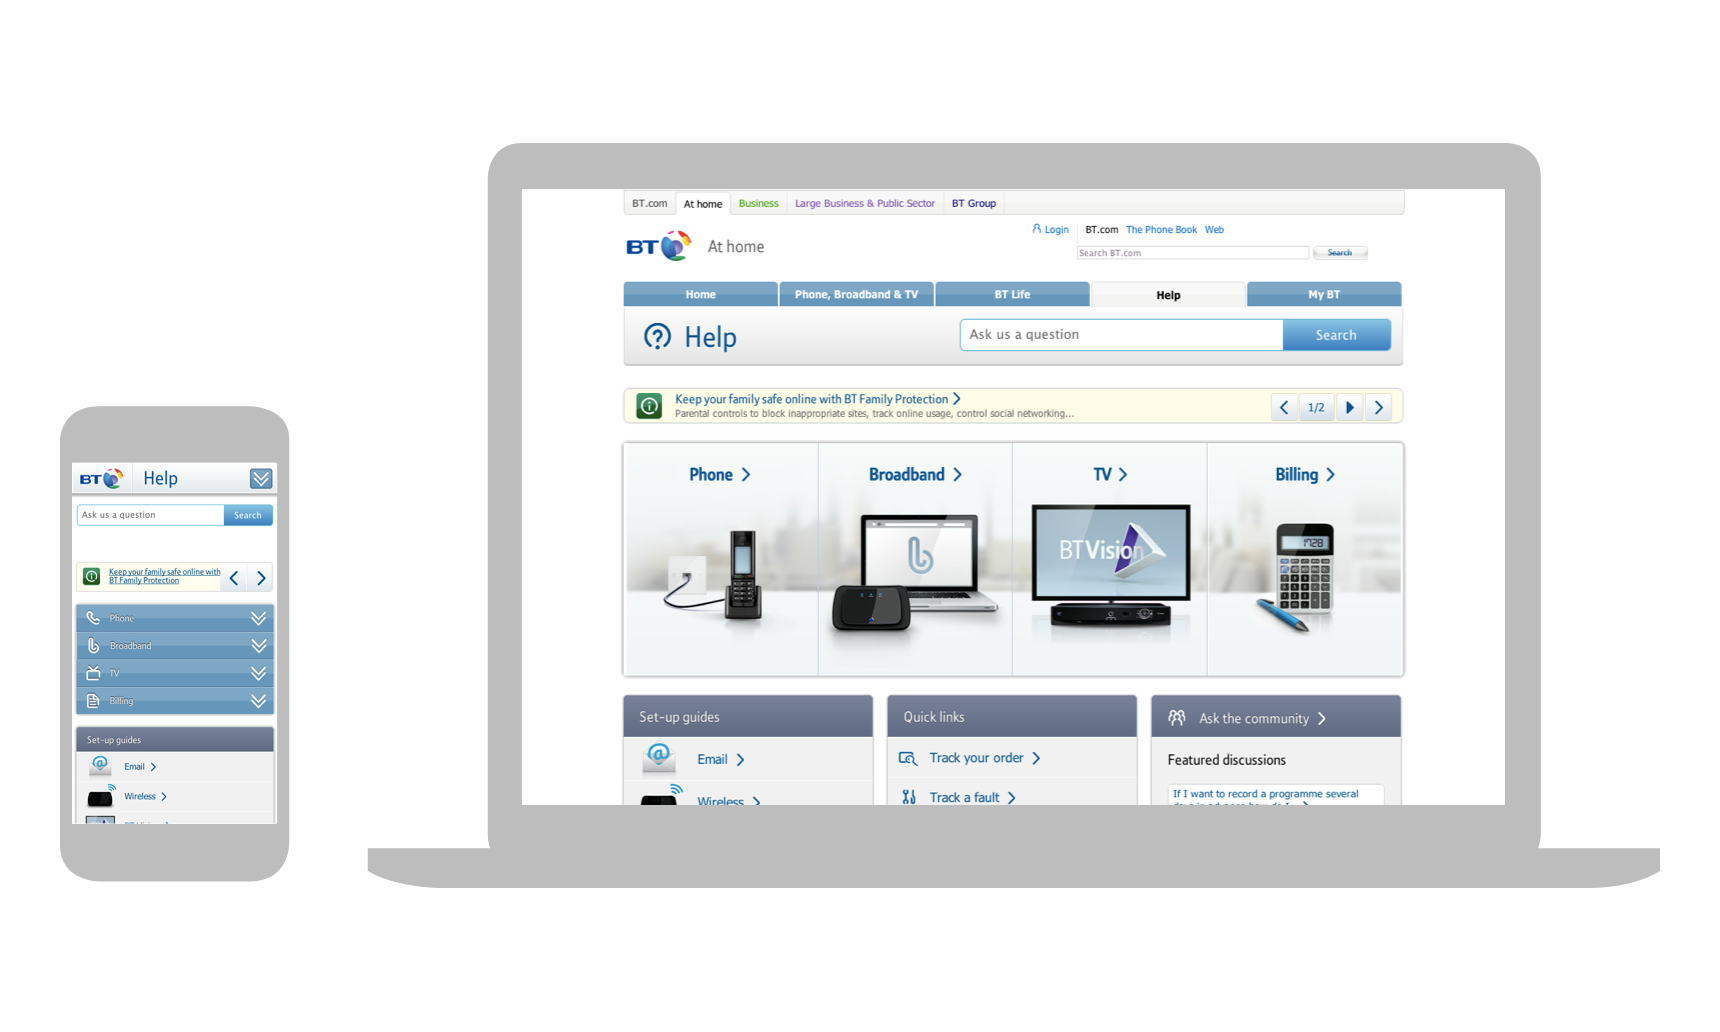 BT
Help
Ask us a question
Search
Keep your family safe online with
BT Family Protection
Phone
Broadband
TV
Billing
Set-up guides
Email
Wireless
BT.com
At home
Business
Large Business & Public Sector
BT Group
BT
At home
Login
BT.com
The Phone Book
Web
Search BT.com
Search
Home
Phone, Broadband & TV
BT Life
Help
My BT
Help
Ask us a question
Search
Keep your family safe online with BT Family Protection
Parental controls to block inappropriate sites, track online usage, control social networking...
1/2
Phone
Broadband
TV
Billing
BTVision
1728
Set-up guides
Email
Wireless
Quick links
Track your order
Track a fault
Ask the community
Featured discussions
If I want to record a programme several